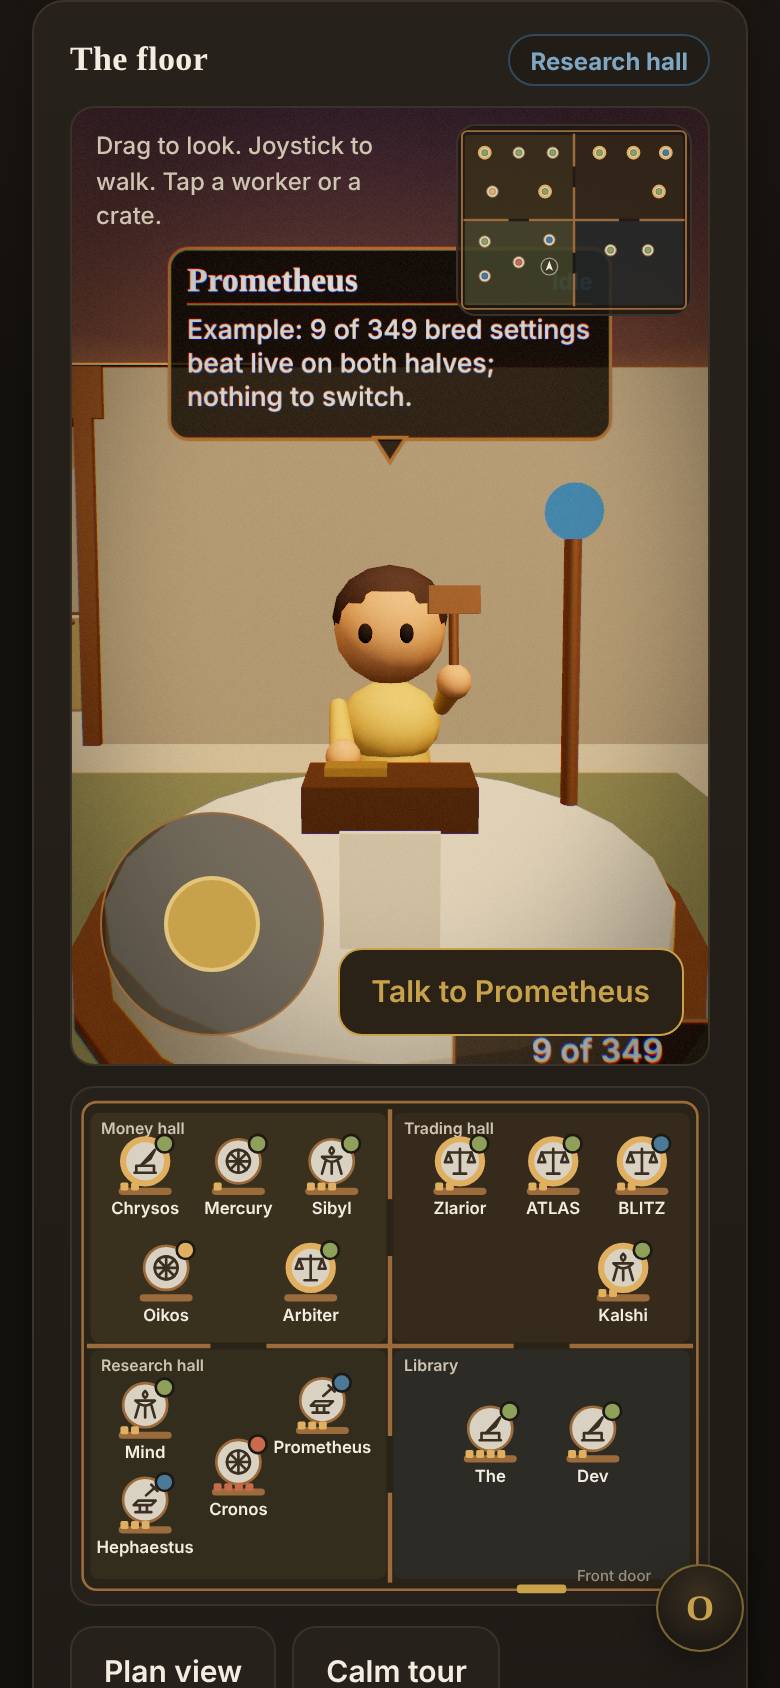 The floor
Research hall
Drag to look. Joystick to
walk. Tap a worker or a
crate.
Prometheus
Idle
Example: 9 of 349 bred settings
beat live on both halves;
nothing to switch.
Talk to Prometheus
9 of 349
Money hall
Trading hall
Chrysos
Mercury
Sibyl
Zlarior
ATLAS
BLITZ
Oikos
Arbiter
Kalshi
Research hall
Library
Mind
Prometheus
Cronos
The
Dev
Hephaestus
Front door
O
Plan view
Calm tour